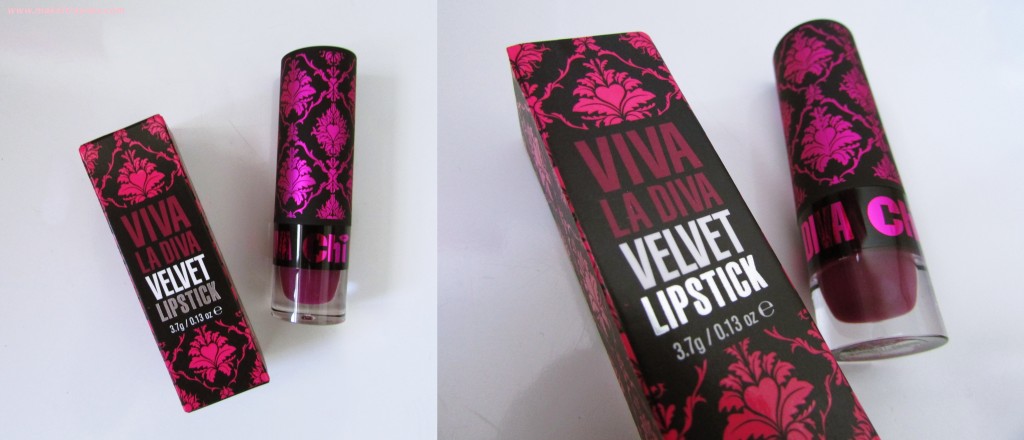 VIVA
LA DIVA
VELVET
LIPSTICK
3.7g / 0.13 oz ℮
Chi
VIVA
LA DIVA
VELVET
LIPSTICK
3.7g / 0.13 oz ℮
DIVA